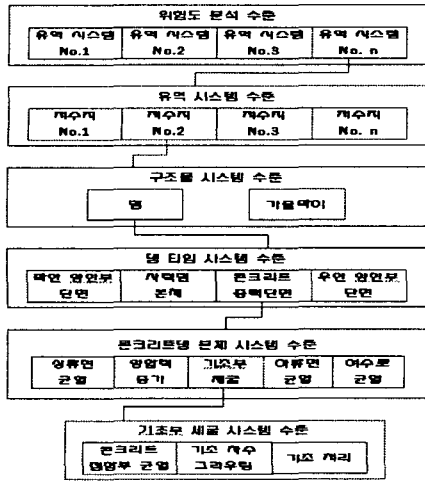 위험도 분석 수준
유역 시스템 유역 시스템 유역 시스템 유역 시스템
No.1 No.2 No.3 No. n
유역 시스템 수준
저수지 저수지 저수지 저수지
No.1 No.2 No.3 No. n
구조물 시스템 수준
댐 가물막이
댐 타입 시스템 수준
좌안 양안부 사력댐 콘크리트 우안 양안부
단면 본체 중력단면 단면
콘크리트댐 본체 시스템 수준
상류면 양압력 기초부 하류면 여수로
균열 증가 세굴 균열 균열
기초부 세굴 시스템 수준
콘크리트 기초 차수 기초 처리
접합부 균열 그라우팅